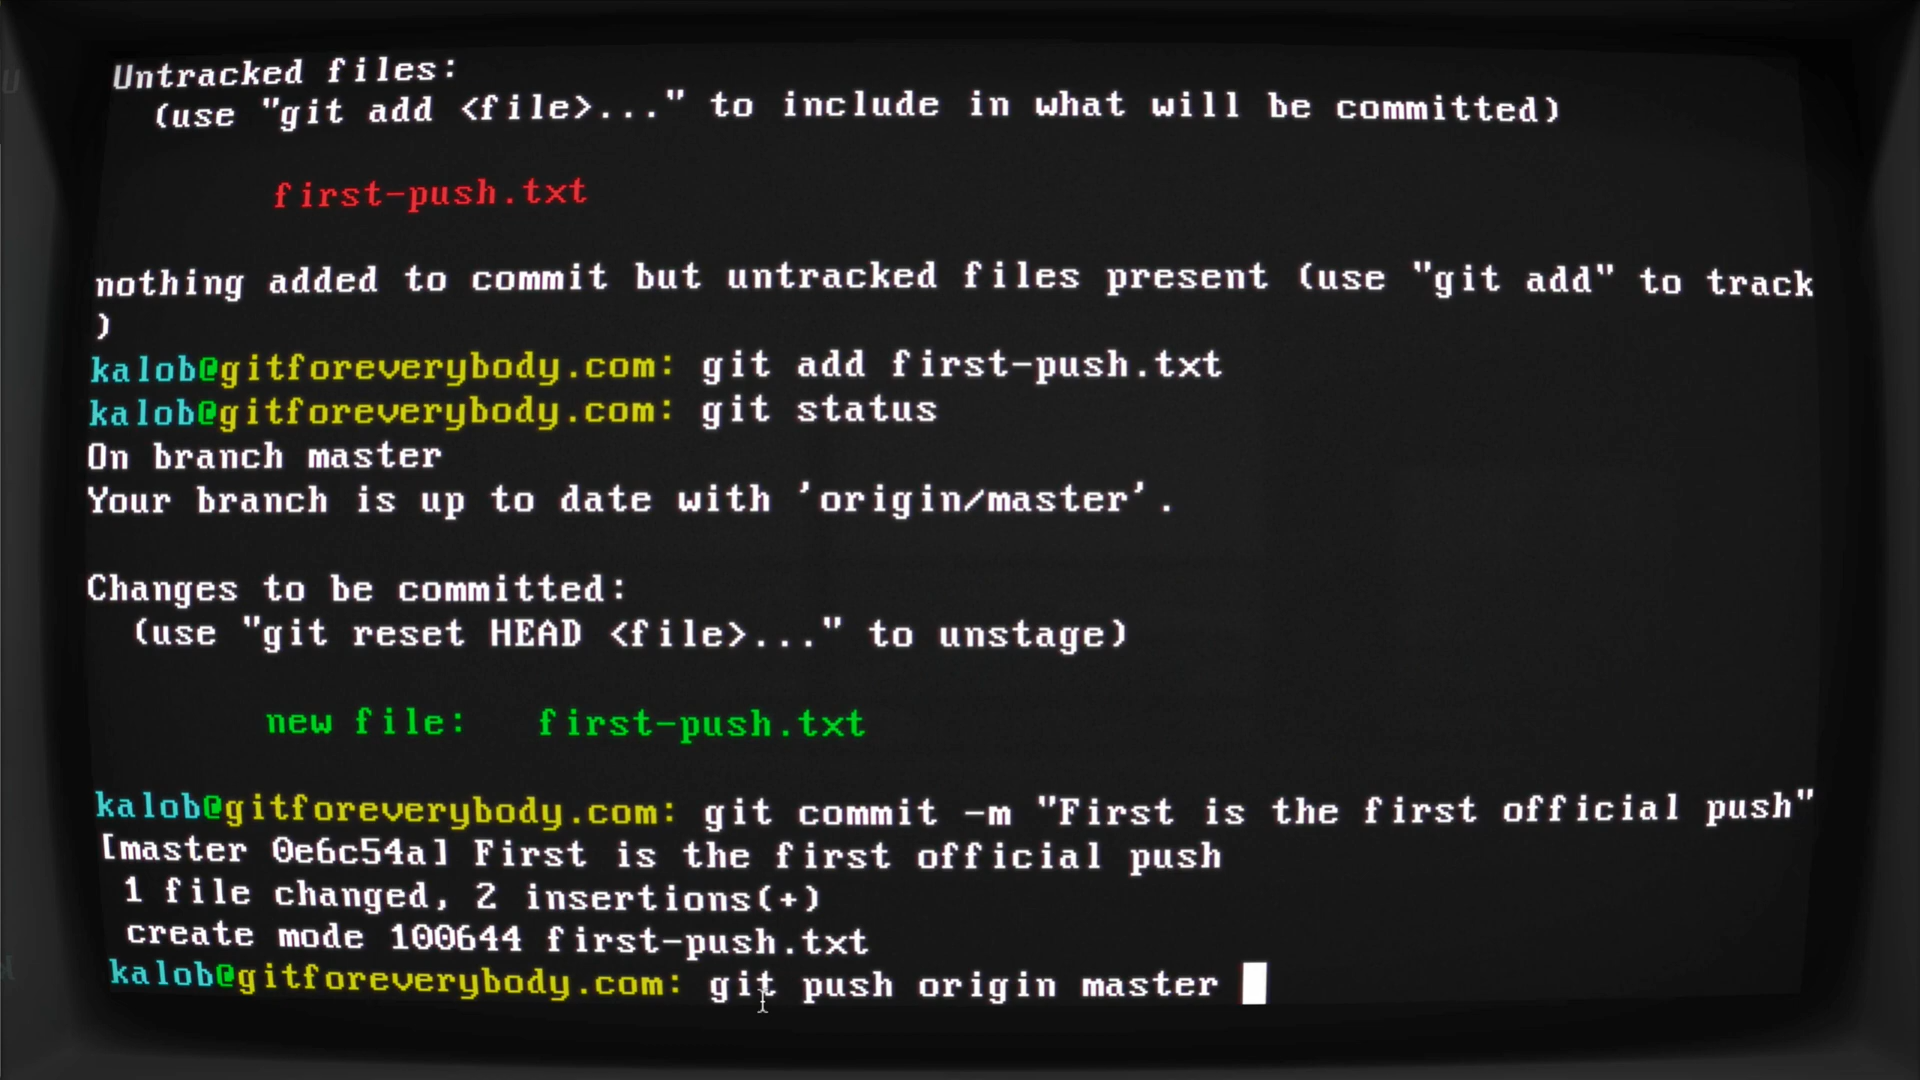 Untracked files:
(use "git add <file>..." to include in what will be committed)
first-push.txt
nothing added to commit but untracked files present (use "git add" to track
)
kalob@gitforeverybody.com: git add first-push.txt
kalob@gitforeverybody.com: git status
On branch master
Your branch is up to date with 'origin/master'.
Changes to be committed:
(use "git reset HEAD <file>..." to unstage)
new file:   first-push.txt
kalob@gitforeverybody.com: git commit -m "First is the first official push"
[master 0e6c54a] First is the first official push
1 file changed, 2 insertions(+)
create mode 100644 first-push.txt
kalob@gitforeverybody.com: git push origin master